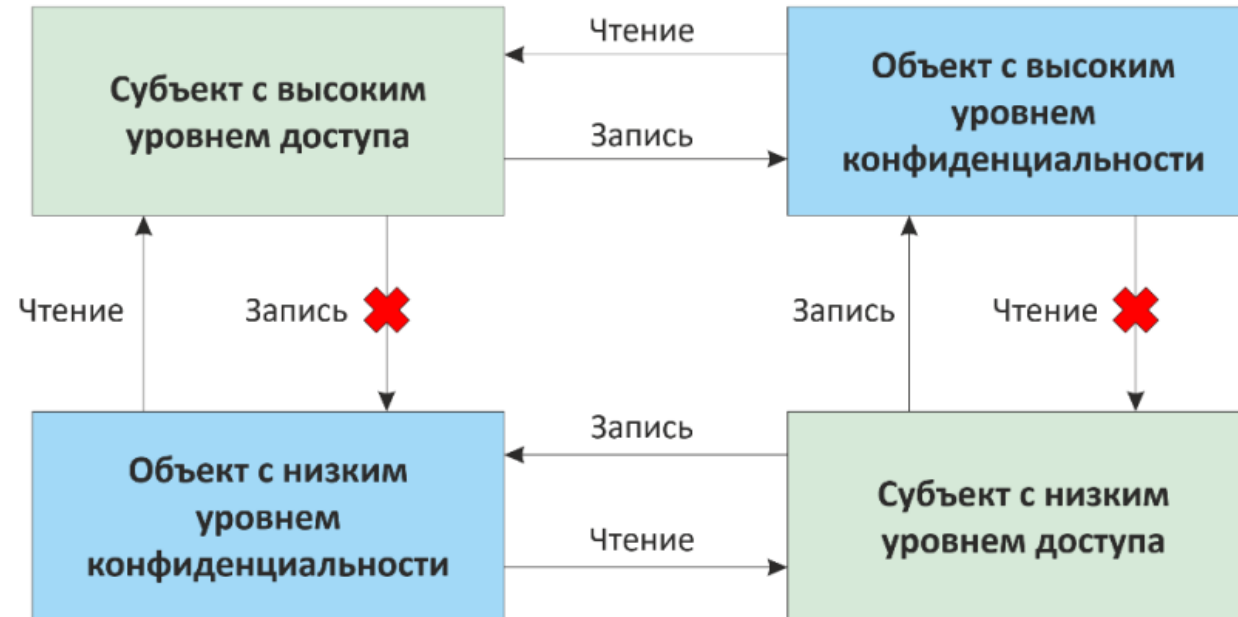 Чтение
Субъект с высоким
уровнем доступа
Объект с высоким
уровнем
конфиденциальности
Запись
Чтение
Запись
Запись
Чтение
Объект с низким
уровнем
конфиденциальности
Запись
Субъект с низким
уровнем доступа
Чтение